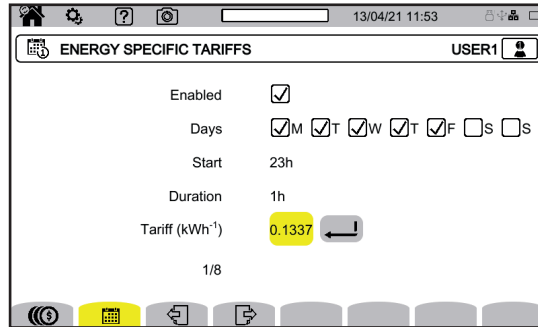 13/04/21 11:53
ENERGY SPECIFIC TARIFFS USER1
Enabled
Days M T W T F S S
Start 23h
Duration 1h
Tariff (kWh⁻¹) 0.1337
1/8